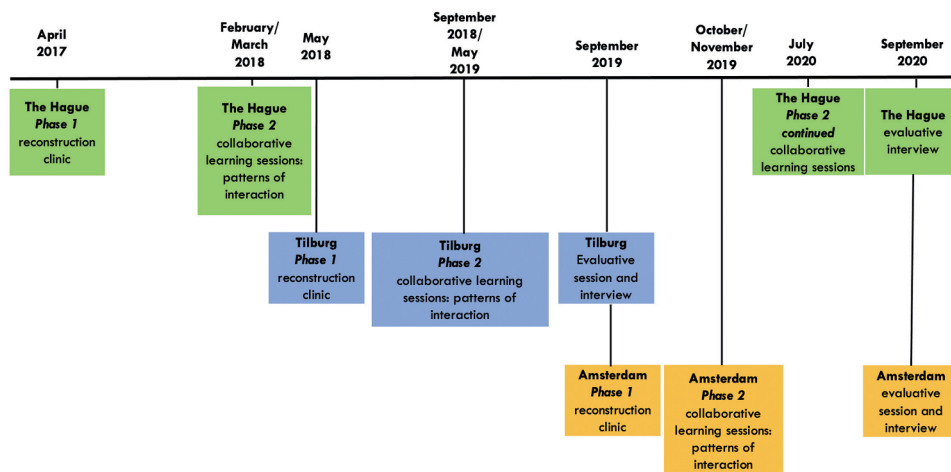 April
2017
February/
March
2018
May
2018
September
2018/
May
2019
September
2019
October/
November
2019
July
2020
September
2020
The Hague
Phase 1
reconstruction
clinic
The Hague
Phase 2
collaborative
learning sessions:
patterns of
interaction
The Hague
Phase 2
continued
collaborative
learning sessions
The Hague
evaluative
interview
Tilburg
Phase 1
reconstruction
clinic
Tilburg
Phase 2
collaborative learning
sessions: patterns of
interaction
Tilburg
Evaluative
session and
interview
Amsterdam
Phase 1
reconstruction
clinic
Amsterdam
Phase 2
collaborative
learning sessions:
patterns of
interaction
Amsterdam
evaluative
session and
interview